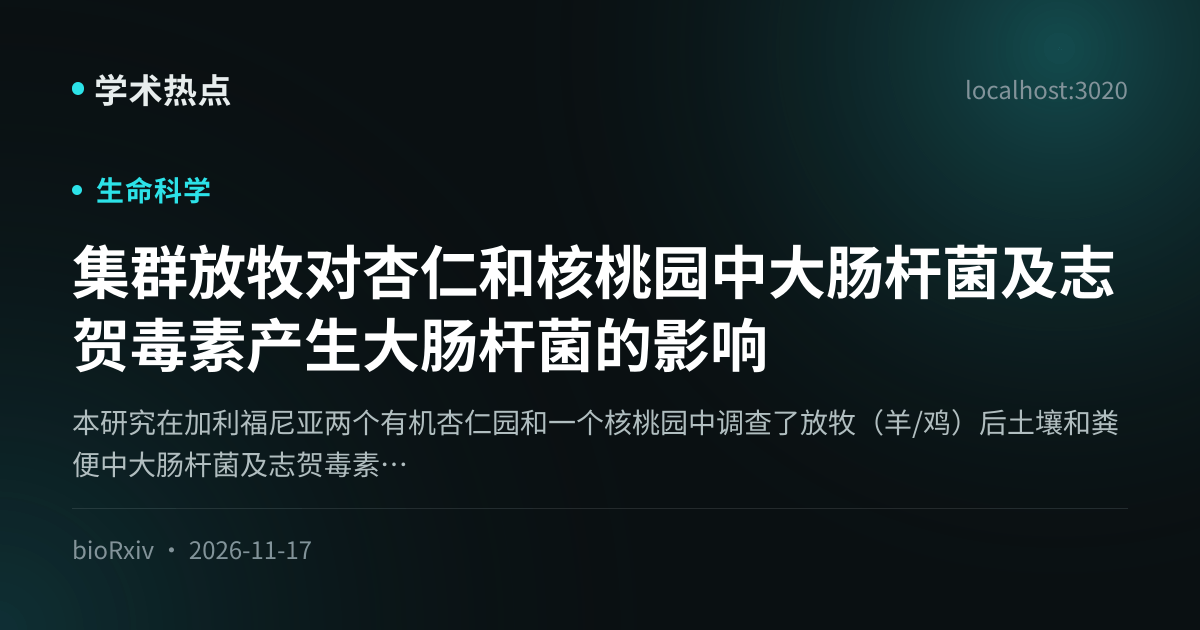 学术热点
localhost:3020
生命科学
集群放牧对杏仁和核桃园中大肠杆菌及志
贺毒素产生大肠杆菌的影响
本研究在加利福尼亚两个有机杏仁园和一个核桃园中调查了放牧（羊/鸡）后土壤和粪
便中大肠杆菌及志贺毒素…
bioRxiv • 2026-11-17